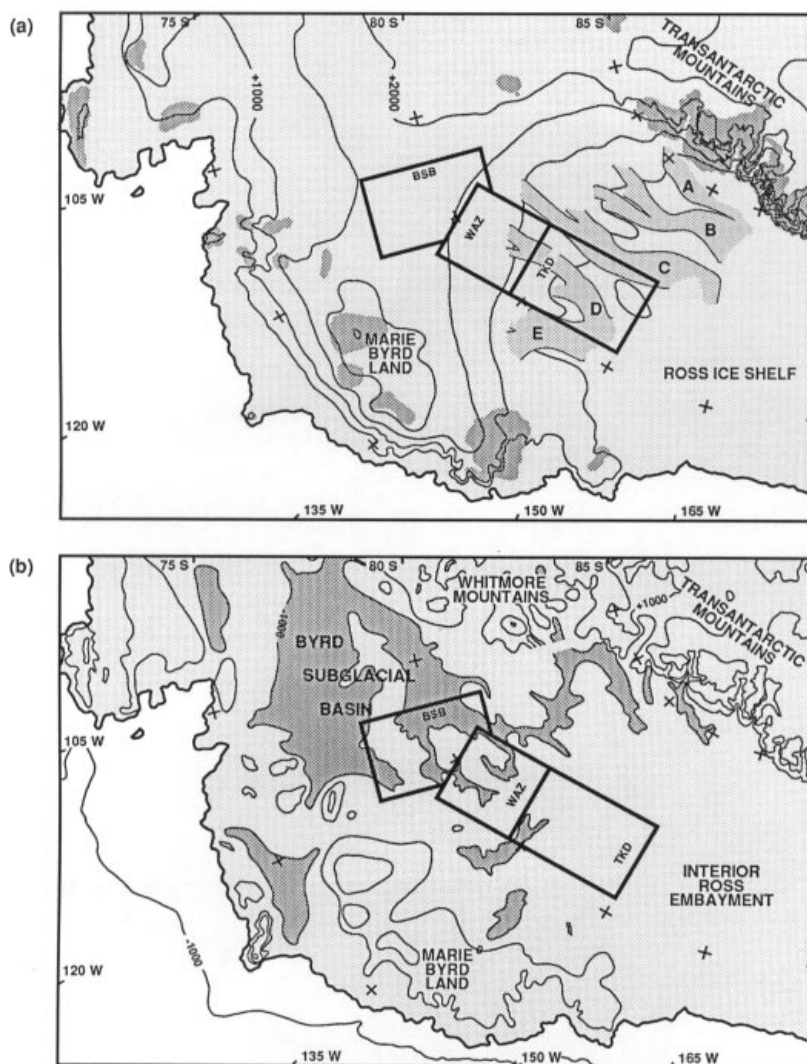 (a)
75 S
80 S
85 S
TRANSANTARCTIC
MOUNTAINS
+1000
+2000
BSB
105 W
A
WAZ
B
TKD
C
D
E
MARIE
BYRD
LAND
ROSS ICE SHELF
120 W
135 W
150 W
165 W
(b)
75 S
80 S
85 S
WHITMORE
MOUNTAINS
+1000
TRANSANTARCTIC
MOUNTAINS
-1000
BYRD
SUBGLACIAL
BASIN
BSB
105 W
WAZ
TKD
INTERIOR
ROSS
EMBAYMENT
-1000
MARIE
BYRD
LAND
120 W
135 W
150 W
165 W